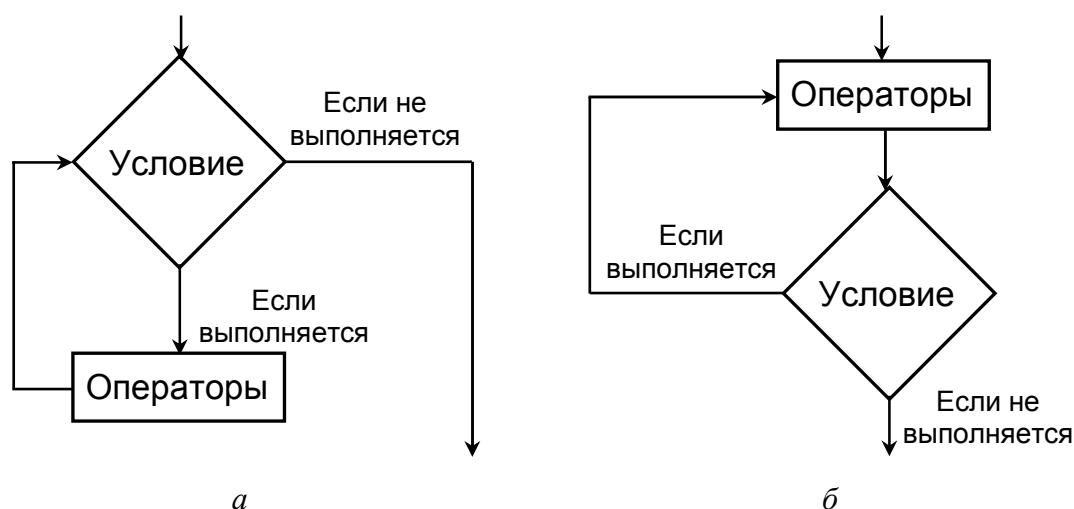 Условие
Если не
выполняется
Если
выполняется
Операторы
а
Операторы
Если
выполняется
Условие
Если не
выполняется
б